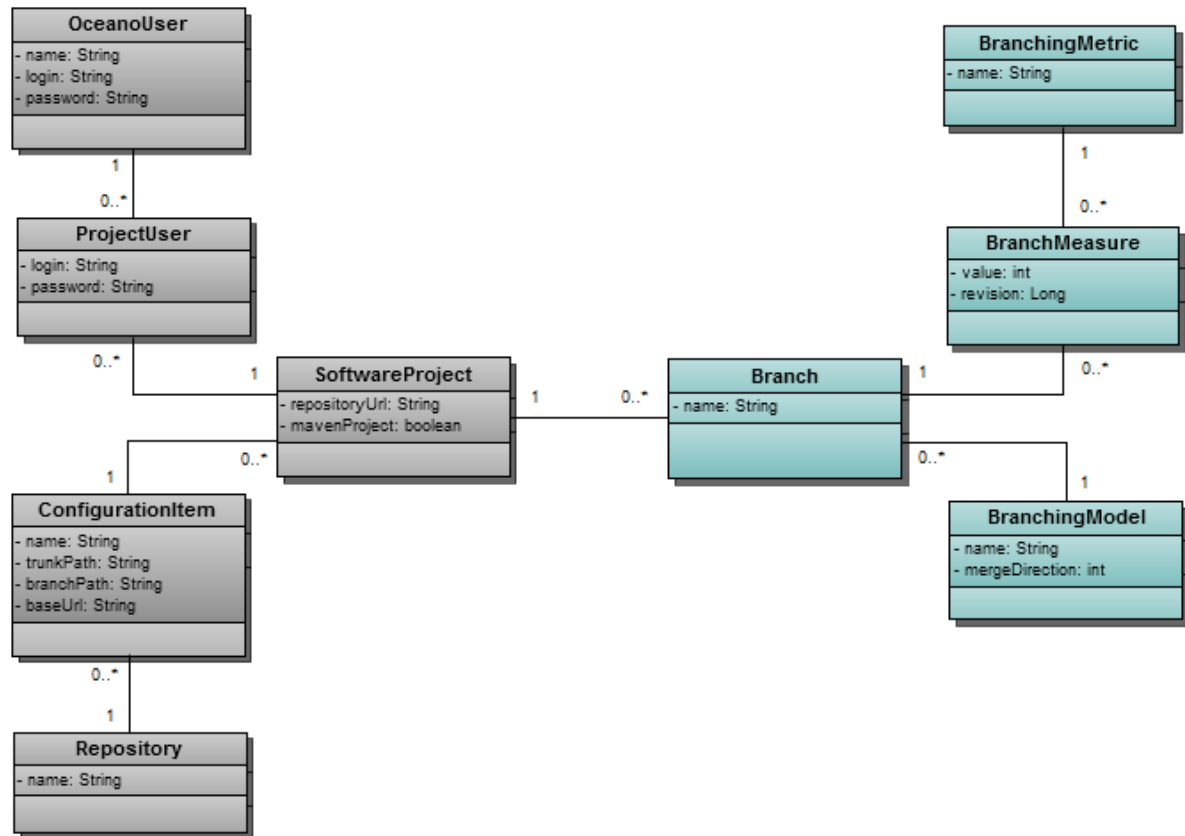 OceanoUser
- name: String
- login: String
- password: String
1
0..*
ProjectUser
- login: String
- password: String
0..*
1
SoftwareProject
- repositoryUrl: String
- mavenProject: boolean
1
0..*
0..*
1
ConfigurationItem
- name: String
- trunkPath: String
- branchPath: String
- baseUrl: String
0..*
1
Repository
- name: String
Branch
- name: String
BranchingMetric
- name: String
1
0..*
BranchMeasure
- value: int
- revision: Long
1
0..*
0..*
1
BranchingModel
- name: String
- mergeDirection: int